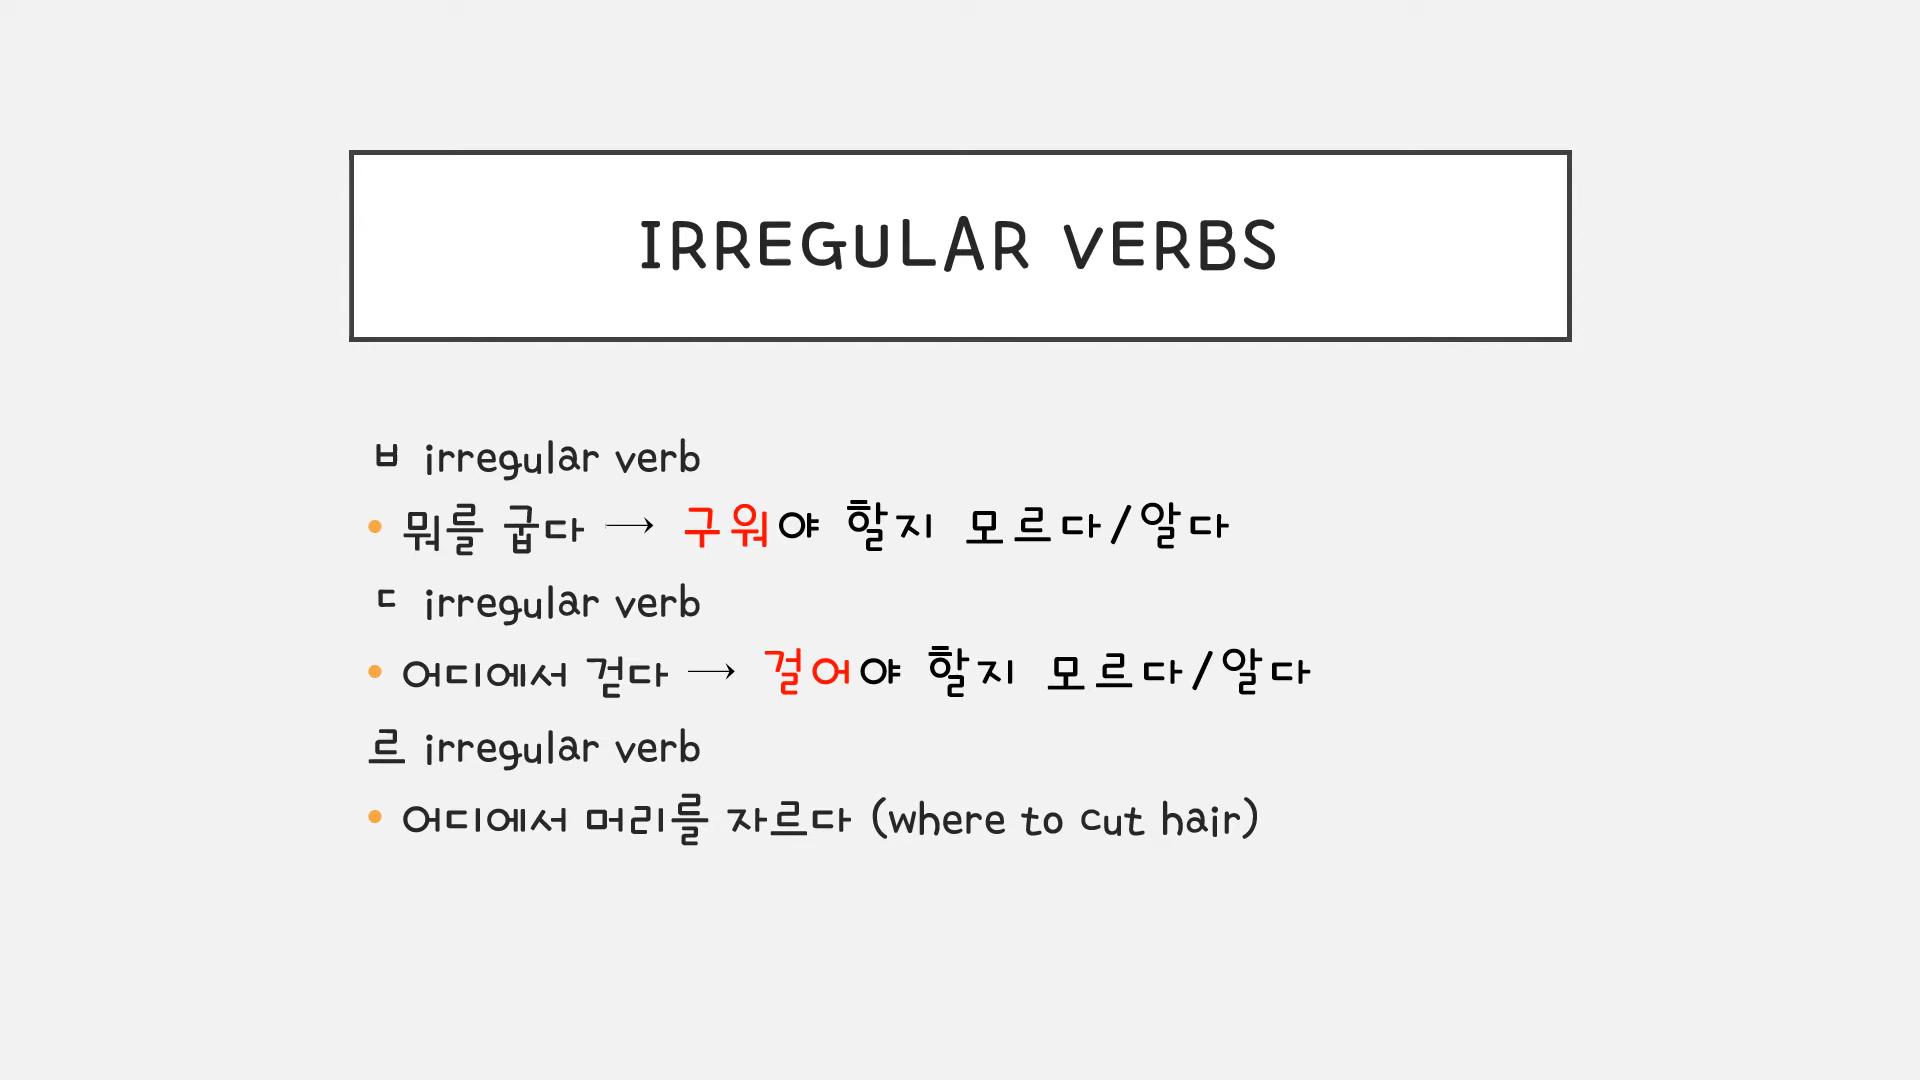 IRREGULAR VERBS
ㅂ irregular verb
• 뭐를 굽다 → 구워야 할지 모르다/알다
ㄷ irregular verb
• 어디에서 걷다 → 걸어야 할지 모르다/알다
르 irregular verb
• 어디에서 머리를 자르다 (where to cut hair)